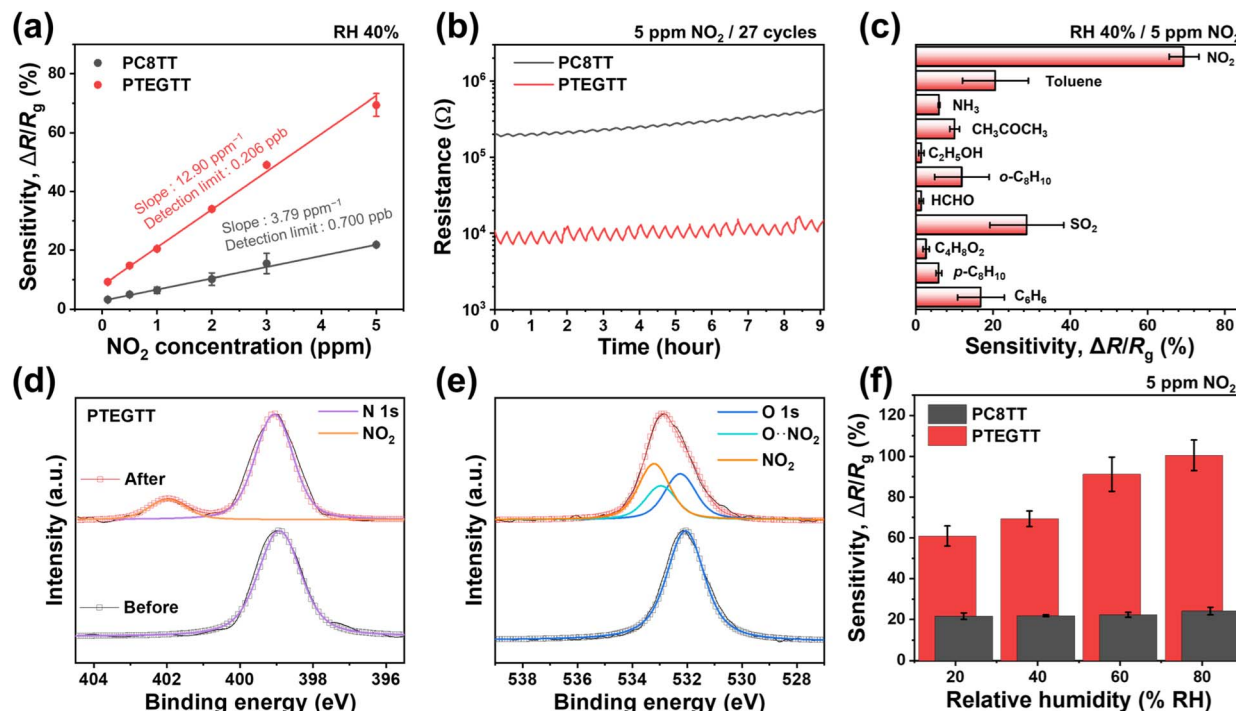 (a)
RH 40%
Sensitivity, ΔR/Rg (%)
100
80
60
40
20
0
PC8TT
PTEGTT
Slope : 12.90 ppm⁻¹
Detection limit : 0.206 ppb
Slope : 3.79 ppm⁻¹
Detection limit : 0.700 ppb
0 1 2 3 4 5
NO₂ concentration (ppm)
(b)
5 ppm NO₂ / 27 cycles
PC8TT
PTEGTT
Resistance (Ω)
10⁶
10⁵
10⁴
10³
0 1 2 3 4 5 6 7 8 9
Time (hour)
(c)
RH 40% / 5 ppm NO₂
NO₂
Toluene
NH₃
CH₃COCH₃
C₂H₅OH
o-C₈H₁₀
HCHO
SO₂
C₄H₈O₂
p-C₈H₁₀
C₆H₆
0 20 40 60 80
Sensitivity, ΔR/Rg (%)
(d)
PTEGTT
N 1s
NO₂
After
Before
Intensity (a.u.)
404 402 400 398 396
Binding energy (eV)
(e)
O 1s
O··NO₂
NO₂
Intensity (a.u.)
538 536 534 532 530 528
Binding energy (eV)
(f)
5 ppm NO₂
PC8TT
PTEGTT
Sensitivity, ΔR/Rg (%)
120
100
80
60
40
20
0
20 40 60 80
Relative humidity (% RH)